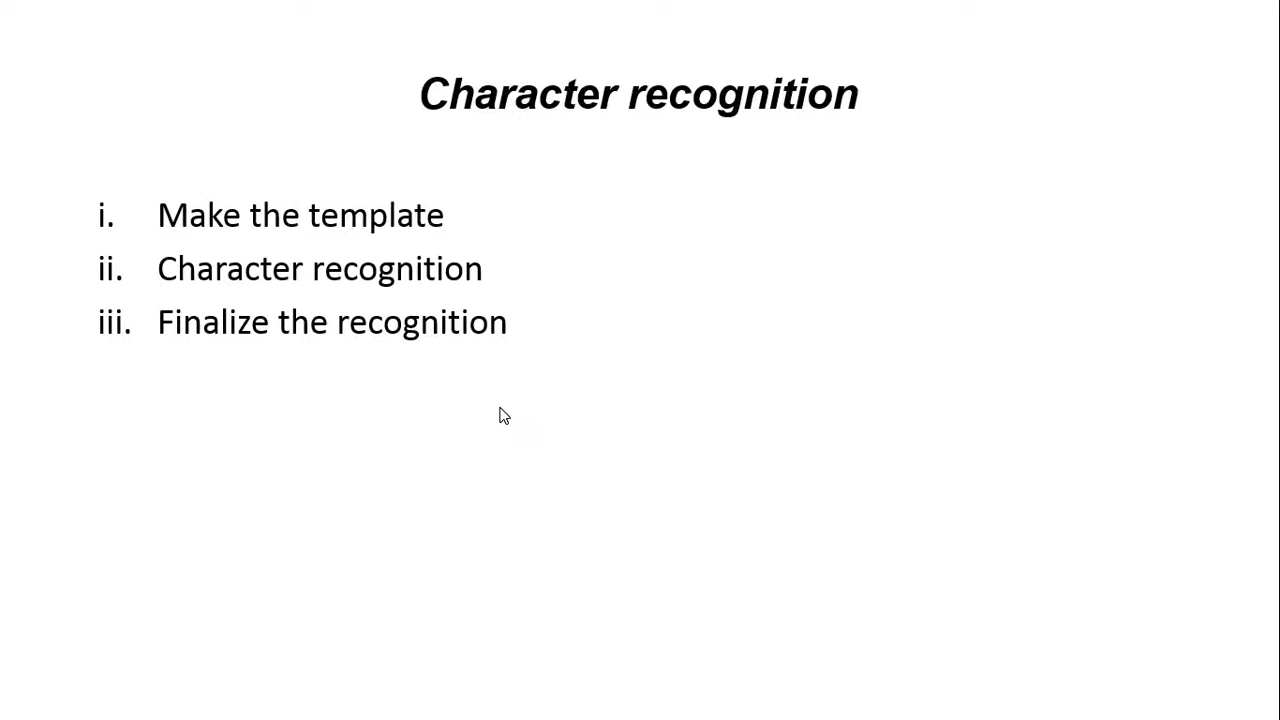 Character recognition
i. Make the template
ii. Character recognition
iii. Finalize the recognition